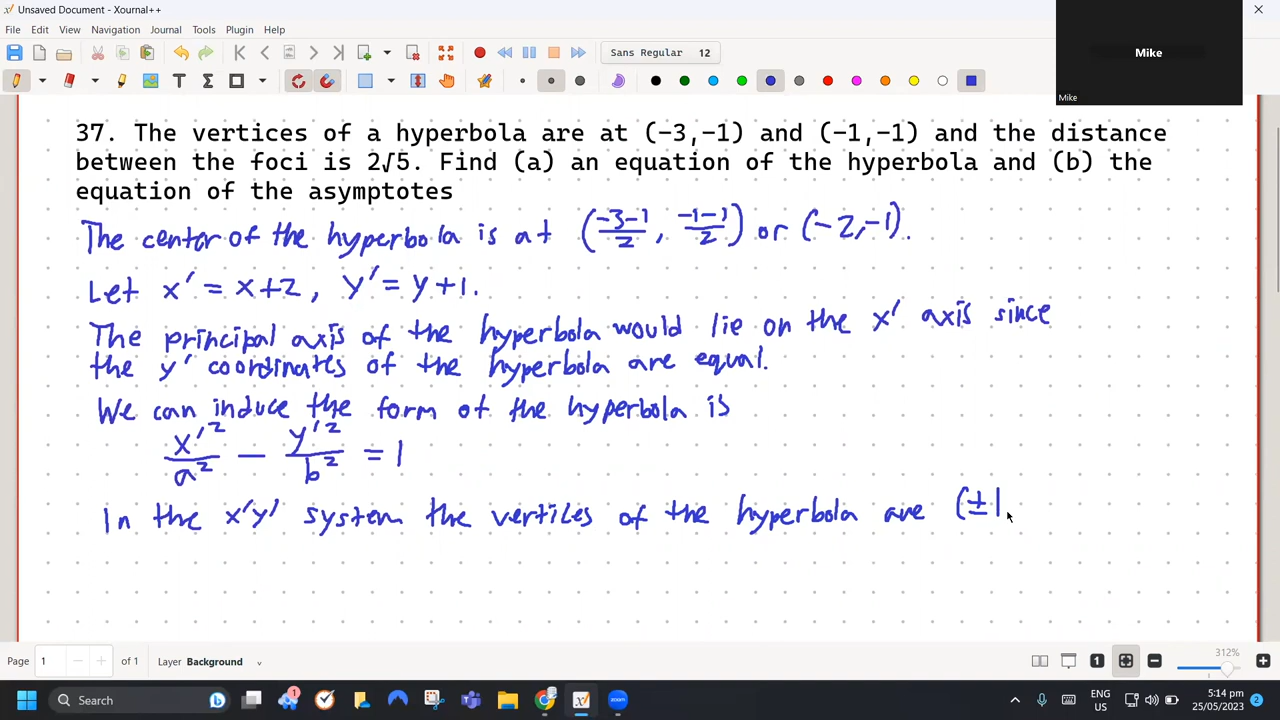 Unsaved Document - Xournal++
File Edit View Navigation Journal Tools Plugin Help
Sans Regular 12
Mike
Mike
37. The vertices of a hyperbola are at (-3,-1) and (-1,-1) and the distance
between the foci is 2√5. Find (a) an equation of the hyperbola and (b) the
equation of the asymptotes
The center of the hyperbola is at (-3-1/2, -1-1/2) or (-2,-1).
Let x' = x+2, y' = y+1.
The principal axis of the hyperbola would lie on the x' axis since
the y' coordinates of the hyperbola are equal.
We can induce the form of the hyperbola is
x'²/a² - y'²/b² = 1
In the x'y' system the vertices of the hyperbola are (±1,
Page 1 of 1 Layer Background 312%
Search 1 ENG US 5:14 pm 25/05/2023 2